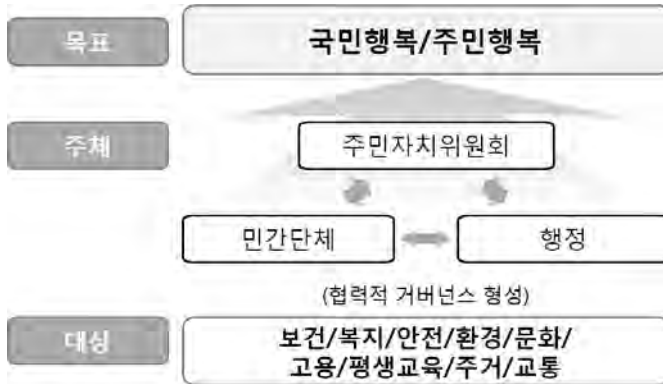 목표
국민행복/주민행복
주체
주민자치위원회
민간단체
행정
(협력적 거버넌스 형성)
대상
보건/복지/안전/환경/문화/
고용/평생교육/주거/교통